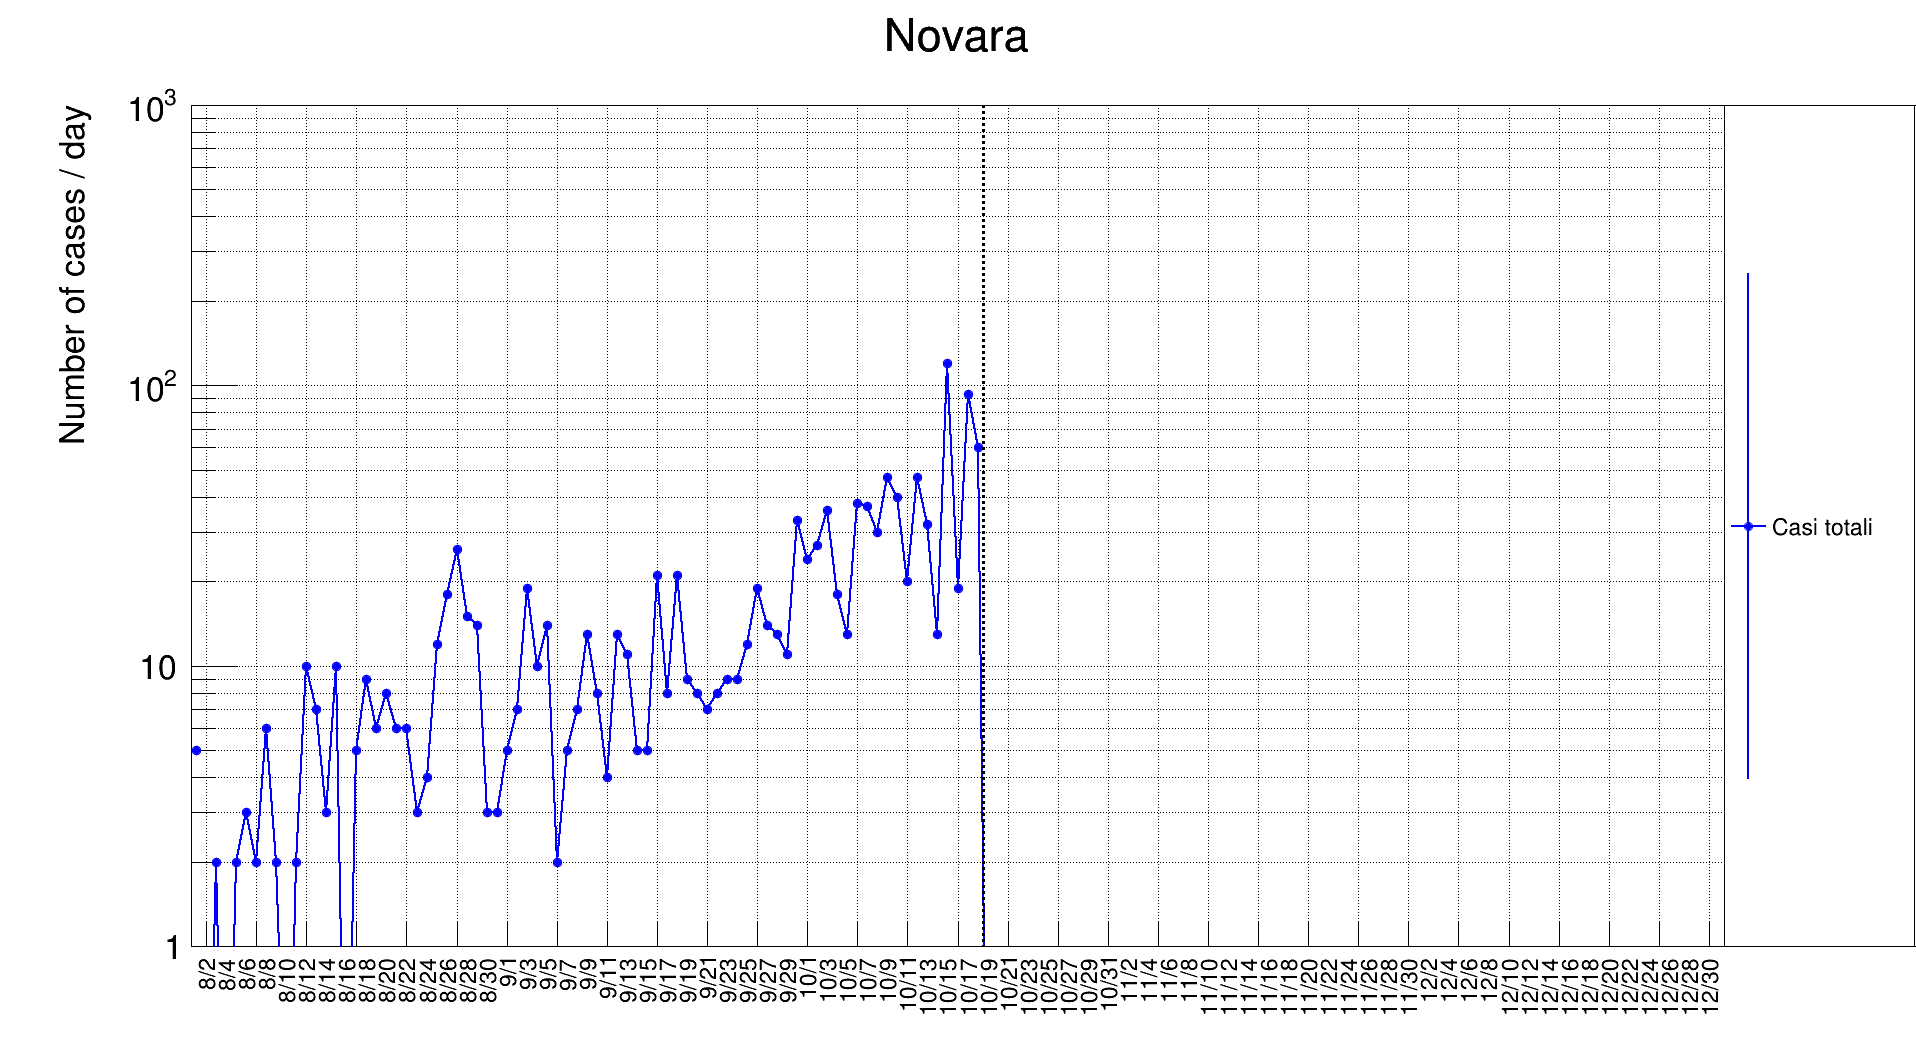 Novara
Number of cases / day
10³
10²
10
1
Casi totali
8/2 8/4 8/6 8/8 8/10 8/12 8/14 8/16 8/18 8/20 8/22 8/24 8/26 8/28 8/30 9/1 9/3 9/5 9/7 9/9 9/11 9/13 9/15 9/17 9/19 9/21 9/23 9/25 9/27 9/29 10/1 10/3 10/5 10/7 10/9 10/11 10/13 10/15 10/17 10/19 10/21 10/23 10/25 10/27 10/29 10/31 11/2 11/4 11/6 11/8 11/10 11/12 11/14 11/16 11/18 11/20 11/22 11/24 11/26 11/28 11/30 12/2 12/4 12/6 12/8 12/10 12/12 12/14 12/16 12/18 12/20 12/22 12/24 12/26 12/28 12/30